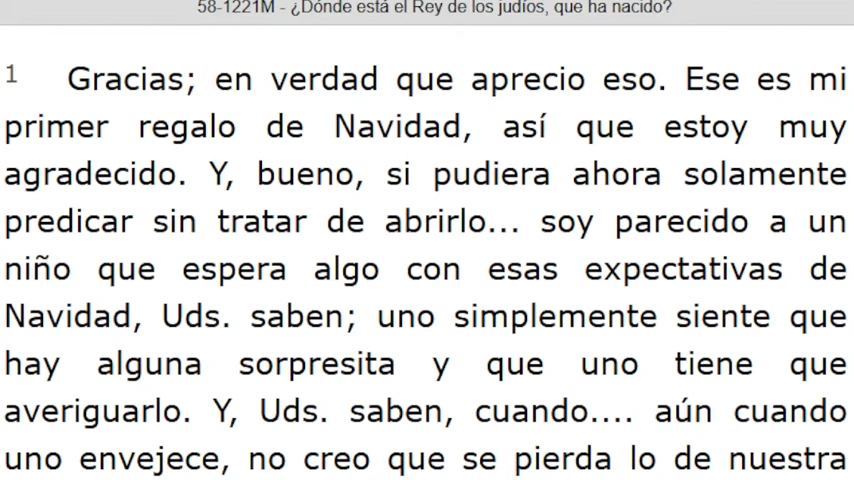 58-1221M - ¿Dónde está el Rey de los judíos, que ha nacido?
1 Gracias; en verdad que aprecio eso. Ese es mi
primer regalo de Navidad, así que estoy muy
agradecido. Y, bueno, si pudiera ahora solamente
predicar sin tratar de abrirlo... soy parecido a un
niño que espera algo con esas expectativas de
Navidad, Uds. saben; uno simplemente siente que
hay alguna sorpresita y que uno tiene que
averiguarlo. Y, Uds. saben, cuando.... aún cuando
uno envejece, no creo que se pierda lo de nuestra